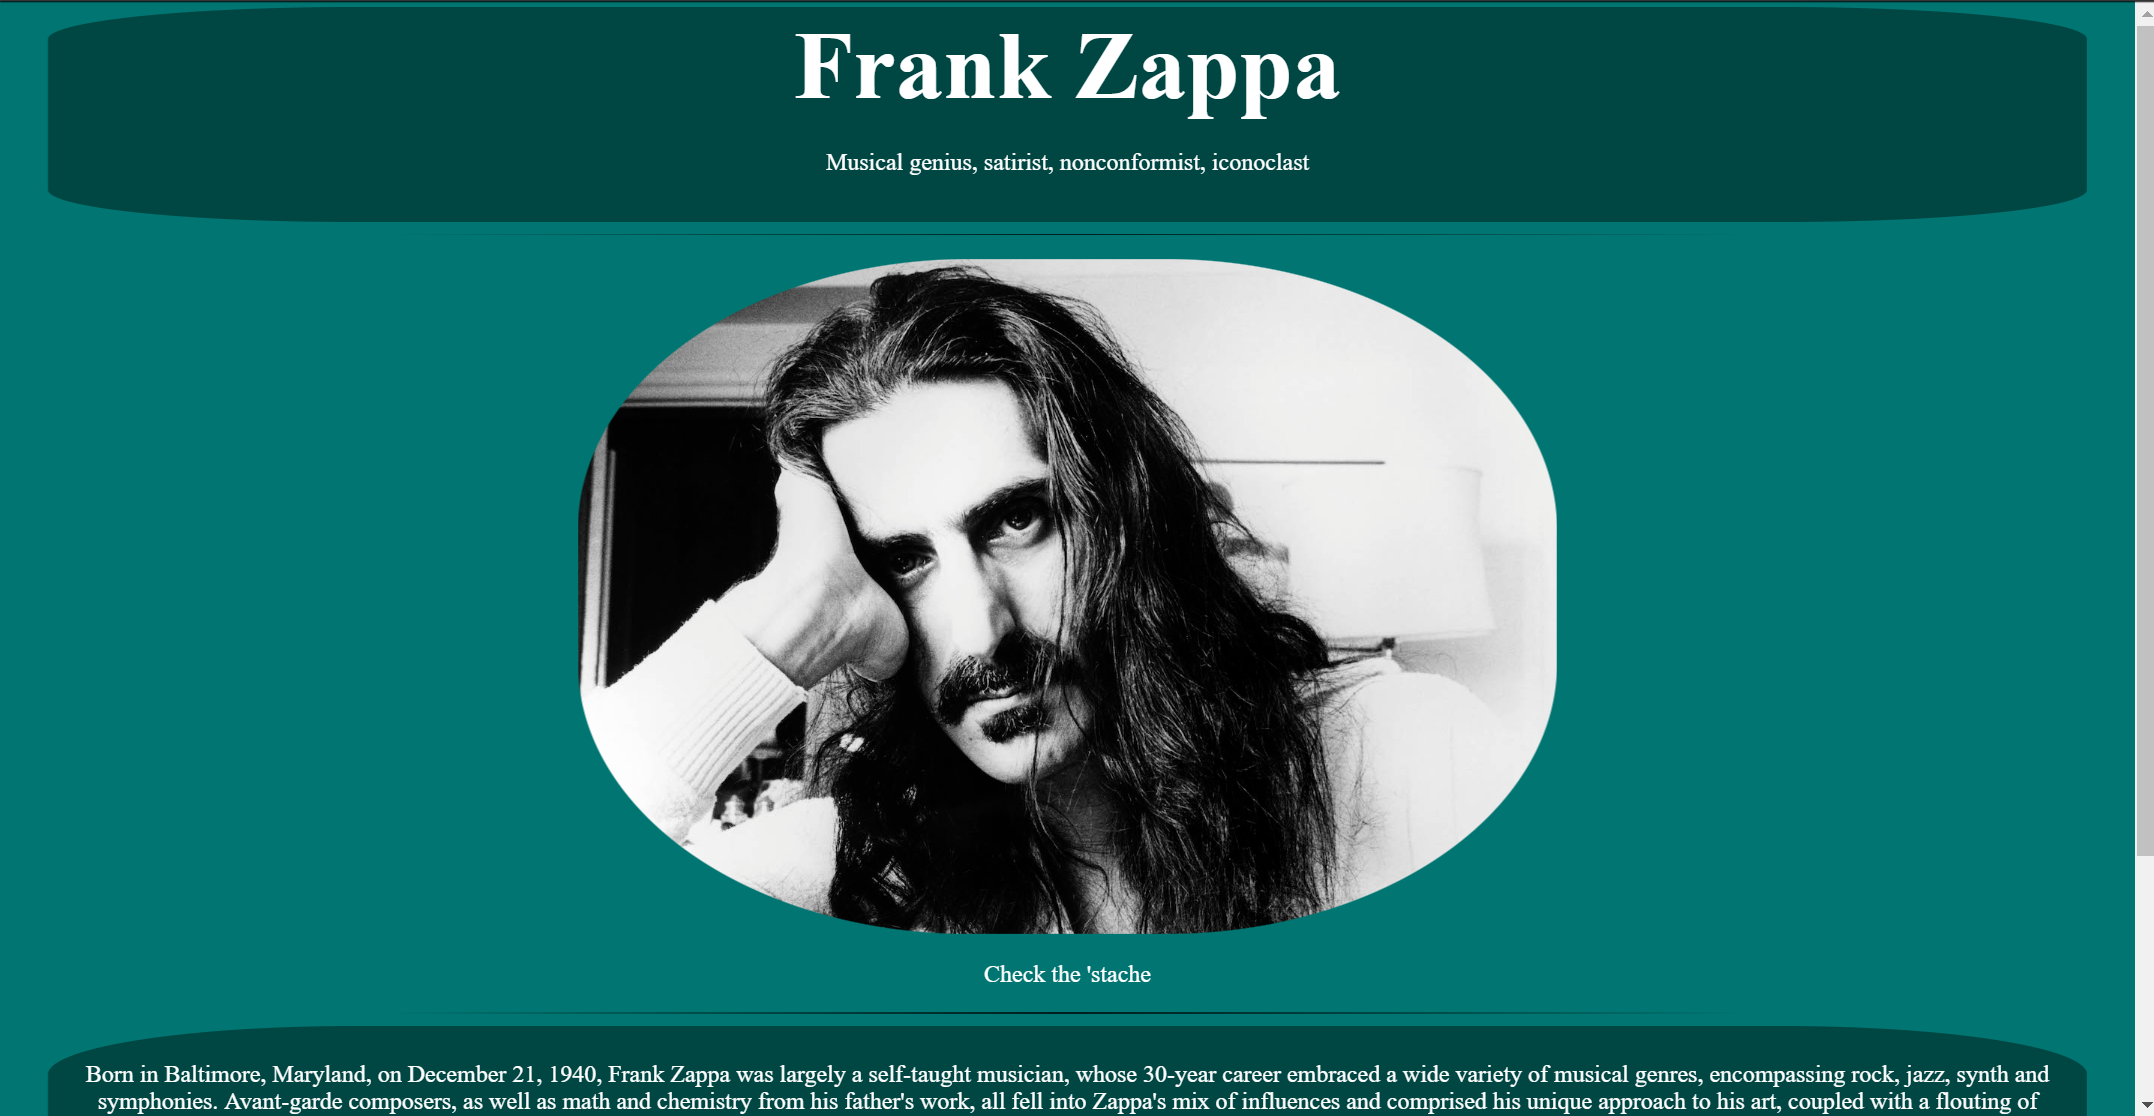 Frank Zappa
Musical genius, satirist, nonconformist, iconoclast
Check the 'stache
Born in Baltimore, Maryland, on December 21, 1940, Frank Zappa was largely a self-taught musician, whose 30-year career embraced a wide variety of musical genres, encompassing rock, jazz, synth and
symphonies. Avant-garde composers, as well as math and chemistry from his father's work, all fell into Zappa's mix of influences and comprised his unique approach to his art, coupled with a flouting of